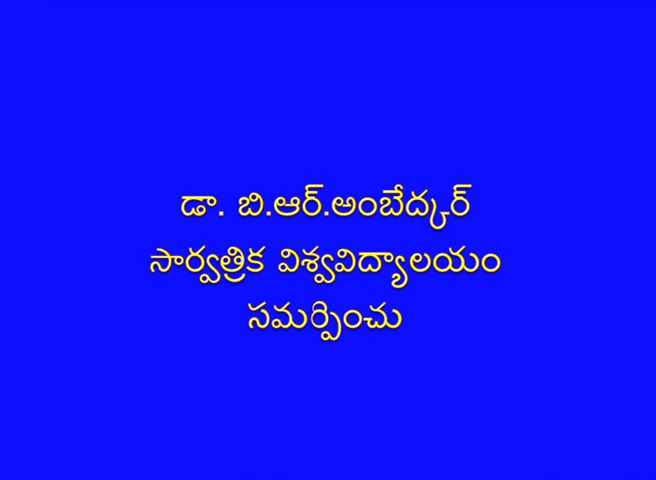 డా. బి.ఆర్.అంబేద్కర్
సార్వత్రిక విశ్వవిద్యాలయం
సమర్పించు